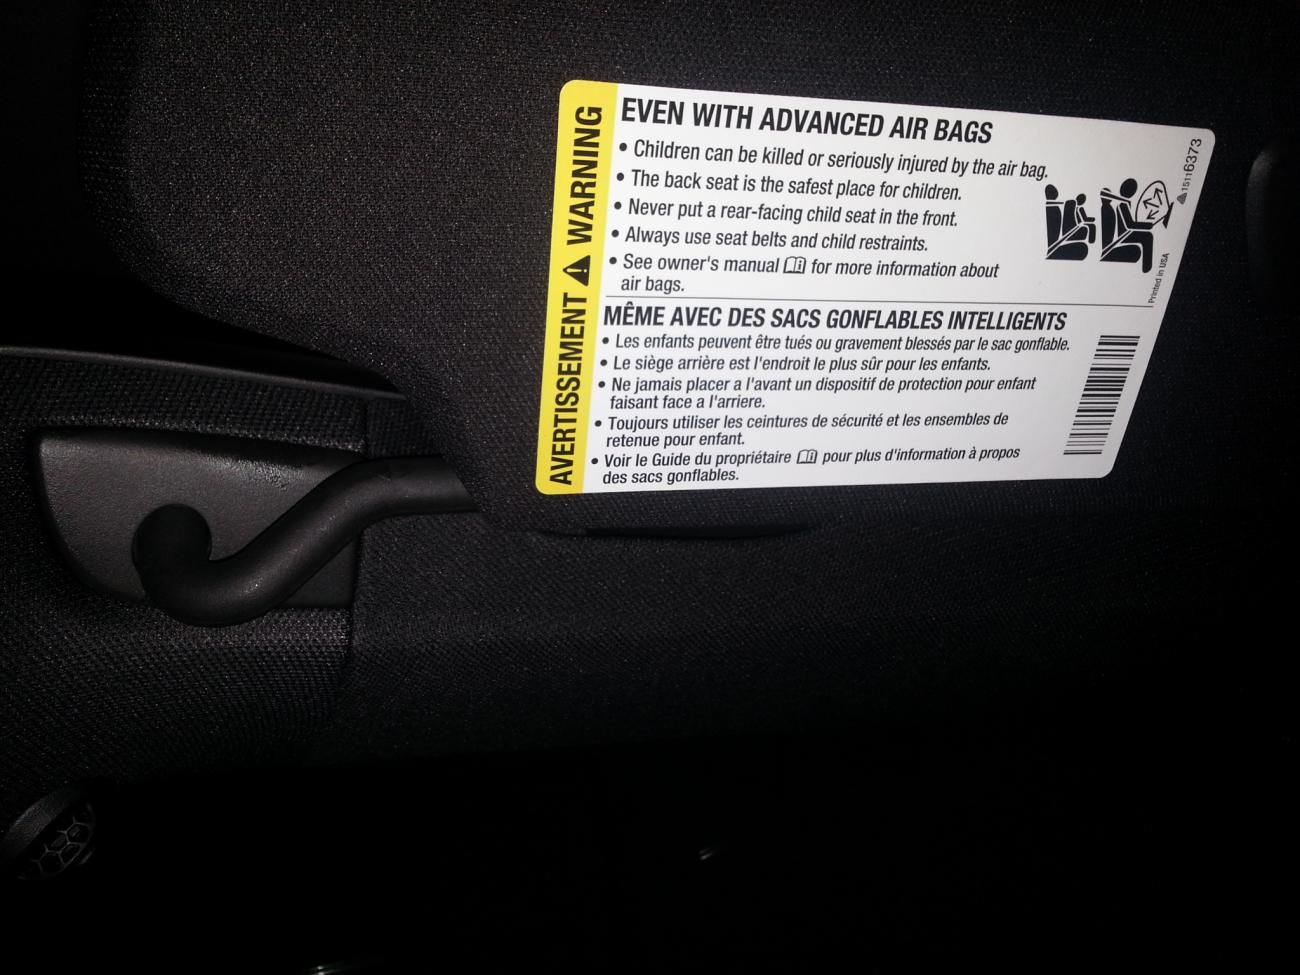 AVERTISSEMENT ⚠ WARNING
EVEN WITH ADVANCED AIR BAGS
• Children can be killed or seriously injured by the air bag.
• The back seat is the safest place for children.
• Never put a rear-facing child seat in the front.
• Always use seat belts and child restraints.
• See owner's manual for more information about
air bags.
MÊME AVEC DES SACS GONFLABLES INTELLIGENTS
• Les enfants peuvent être tués ou gravement blessés par le sac gonflable.
• Le siège arrière est l'endroit le plus sûr pour les enfants.
• Ne jamais placer a l'avant un dispositif de protection pour enfant
faisant face a l'arriere.
• Toujours utiliser les ceintures de sécurité et les ensembles de
retenue pour enfant.
• Voir le Guide du propriétaire pour plus d'information à propos
des sacs gonflables.
15116373
Printed in USA